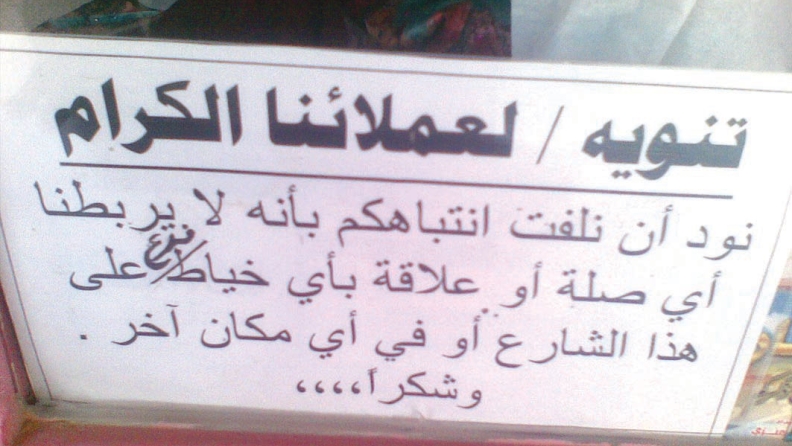 تنويه / لعملائنا الكرام
نود أن نلفت انتباهكم بأنه لا يربطنا
أي صلة أو علاقة بأي خياط/ على
هذا الشارع أو في أي مكان آخر .
وشكراً،،،،